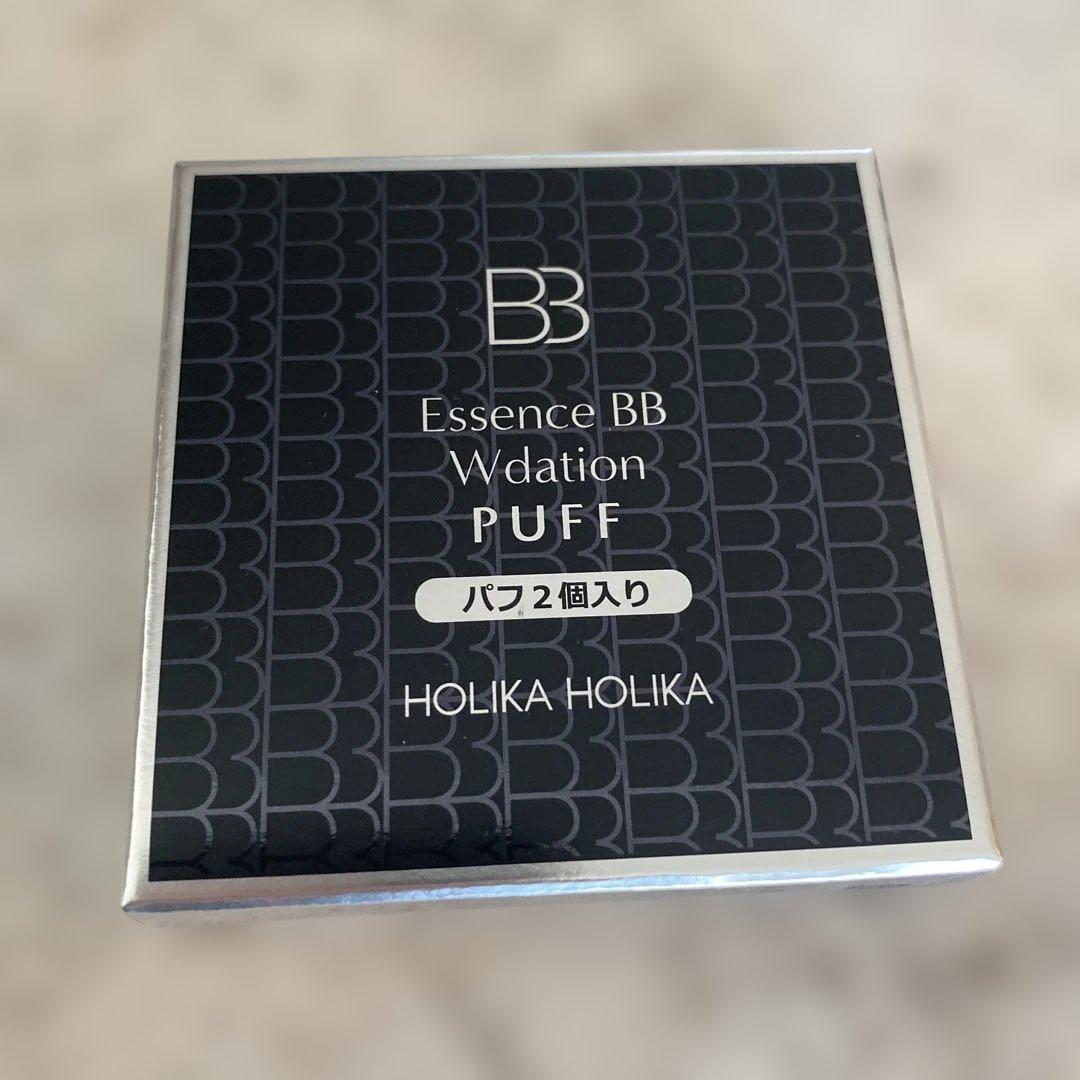 BB
Essence BB
Wdation
PUFF
パフ2個入り
HOLIKA HOLIKA